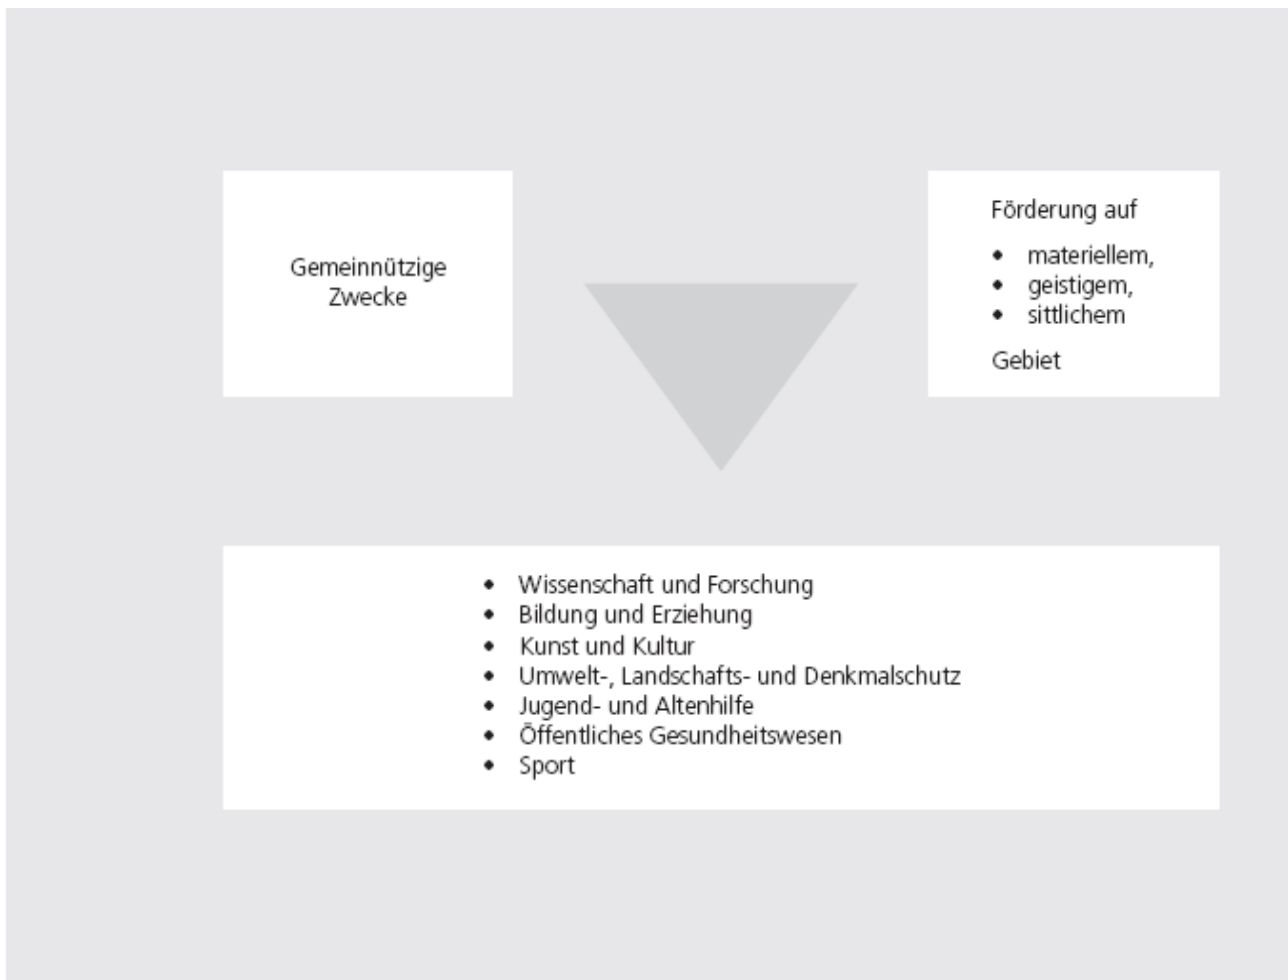 Gemeinnützige
Zwecke
Förderung auf
• materiellem,
• geistigem,
• sittlichem
Gebiet
• Wissenschaft und Forschung
• Bildung und Erziehung
• Kunst und Kultur
• Umwelt-, Landschafts- und Denkmalschutz
• Jugend- und Altenhilfe
• Öffentliches Gesundheitswesen
• Sport